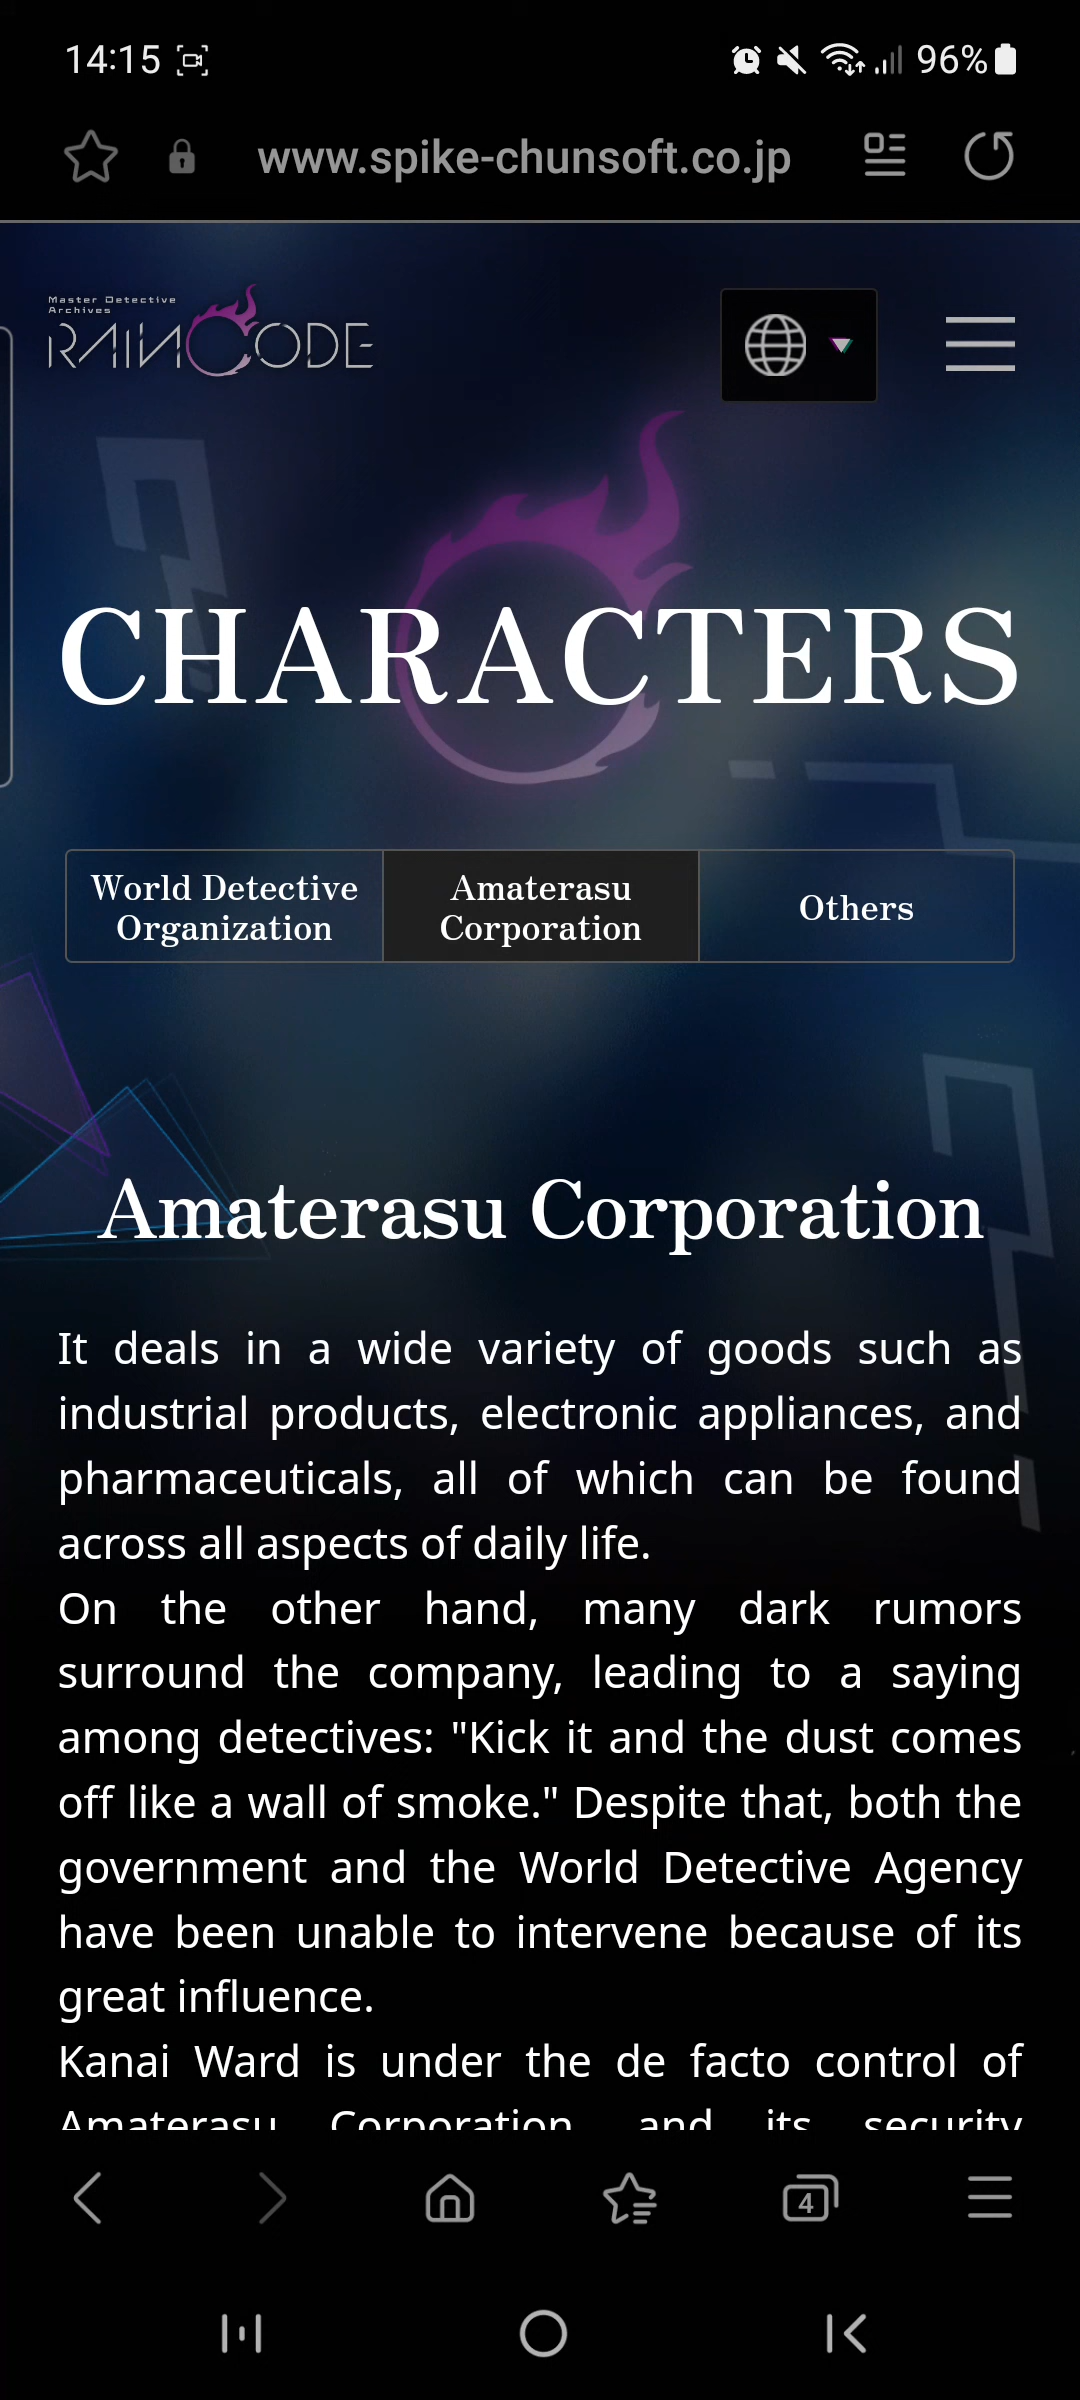 14:15
96%
www.spike-chunsoft.co.jp
Master Detective
Archives
RAINCODE
CHARACTERS
World Detective
Organization
Amaterasu
Corporation
Others
Amaterasu Corporation
It deals in a wide variety of goods such as
industrial products, electronic appliances, and
pharmaceuticals, all of which can be found
across all aspects of daily life.
On the other hand, many dark rumors
surround the company, leading to a saying
among detectives: "Kick it and the dust comes
off like a wall of smoke." Despite that, both the
government and the World Detective Agency
have been unable to intervene because of its
great influence.
Kanai Ward is under the de facto control of
Amaterasu Corporation, and its security
4